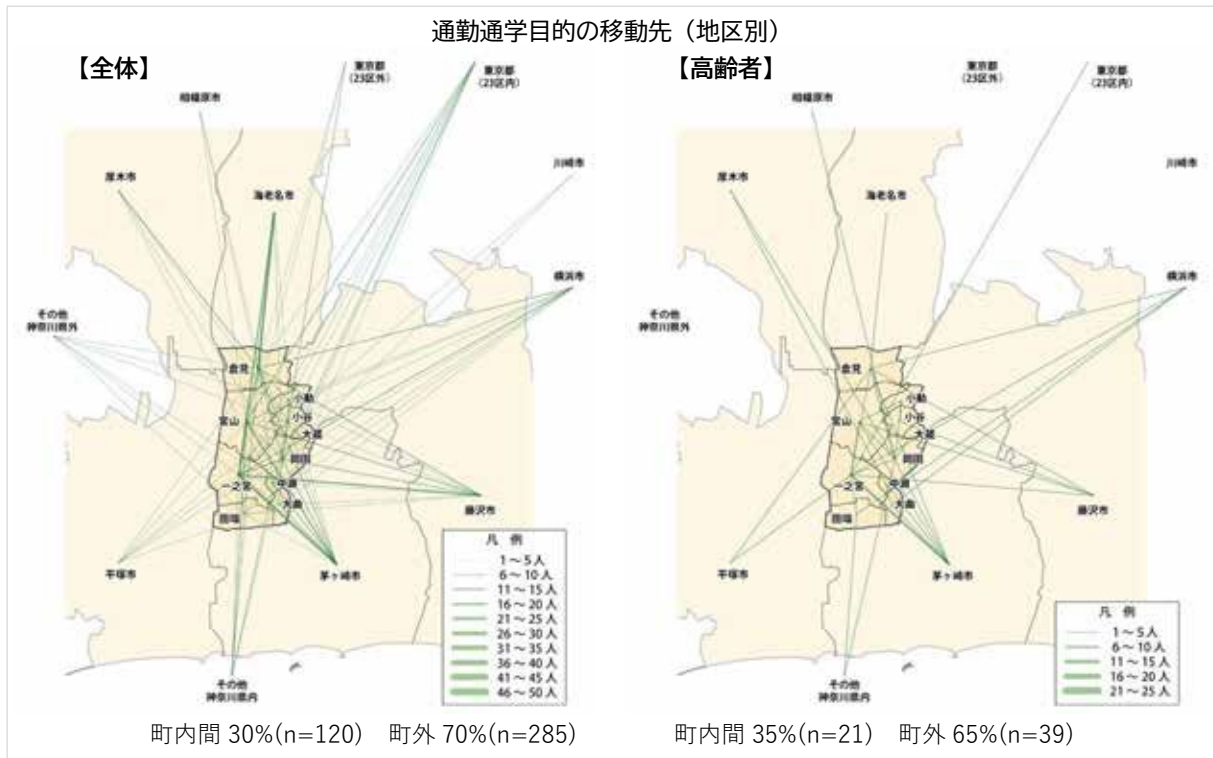 通勤通学目的の移動先（地区別）
【全体】
東京都
（23区外）
東京都
（23区内）
相模原市
川崎市
厚木市
海老名市
横浜市
その他
神奈川県外
倉見
小動
小谷
宮山
大蔵
岡田
一之宮
中瀬
大曲
田端
藤沢市
平塚市
茅ヶ崎市
その他
神奈川県内
凡 例
1～5人
6～10人
11～15人
16～20人
21～25人
26～30人
31～35人
36～40人
41～45人
46～50人
町内間 30%(n=120) 町外 70%(n=285)
【高齢者】
東京都
（23区外）
東京都
（23区内）
相模原市
川崎市
厚木市
海老名市
横浜市
その他
神奈川県外
倉見
小動
小谷
宮山
大蔵
岡田
一之宮
中瀬
大曲
田端
藤沢市
平塚市
茅ヶ崎市
その他
神奈川県内
凡 例
1～5人
6～10人
11～15人
16～20人
21～25人
町内間 35%(n=21) 町外 65%(n=39)